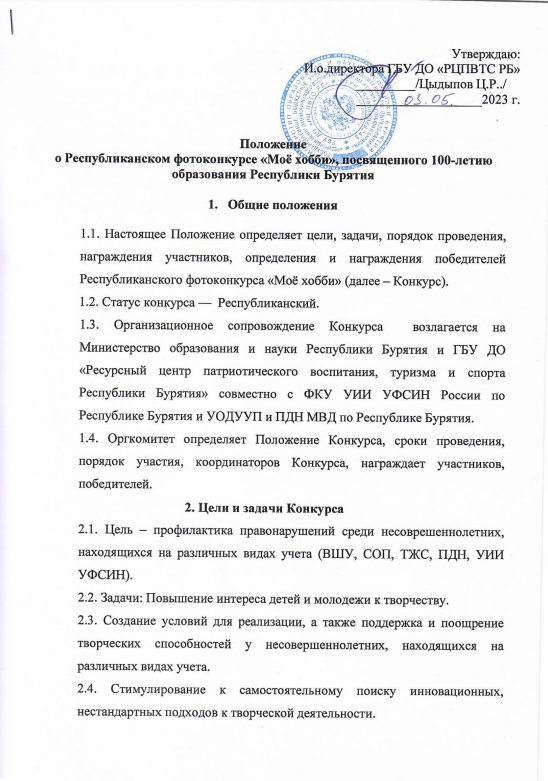 Утверждаю:
И.о.директора ГБУ ДО «РЦПВТС РБ»
_________/Цыдыпов Ц.Р../
03.05. 2023 г.
Положение
о Республиканском фотоконкурсе «Моё хобби», посвященного 100-летию
образования Республики Бурятия
1. Общие положения
1.1. Настоящее Положение определяет цели, задачи, порядок проведения,
награждения участников, определения и награждения победителей
Республиканского фотоконкурса «Моё хобби» (далее – Конкурс).
1.2. Статус конкурса — Республиканский.
1.3. Организационное сопровождение Конкурса возлагается на
Министерство образования и науки Республики Бурятия и ГБУ ДО
«Ресурсный центр патриотического воспитания, туризма и спорта
Республики Бурятия» совместно с ФКУ УИИ УФСИН России по
Республике Бурятия и УОДУУП и ПДН МВД по Республике Бурятия.
1.4. Оргкомитет определяет Положение Конкурса, сроки проведения,
порядок участия, координаторов Конкурса, награждает участников,
победителей.
2. Цели и задачи Конкурса
2.1. Цель – профилактика правонарушений среди несоврешеннолетних,
находящихся на различных видах учета (ВШУ, СОП, ТЖС, ПДН, УИИ
УФСИН).
2.2. Задачи: Повышение интереса детей и молодежи к творчеству.
2.3. Создание условий для реализации, а также поддержка и поощрение
творческих способностей у несовершеннолетних, находящихся на
различных видах учета.
2.4. Стимулирование к самостоятельному поиску инновационных,
нестандартных подходов к творческой деятельности.